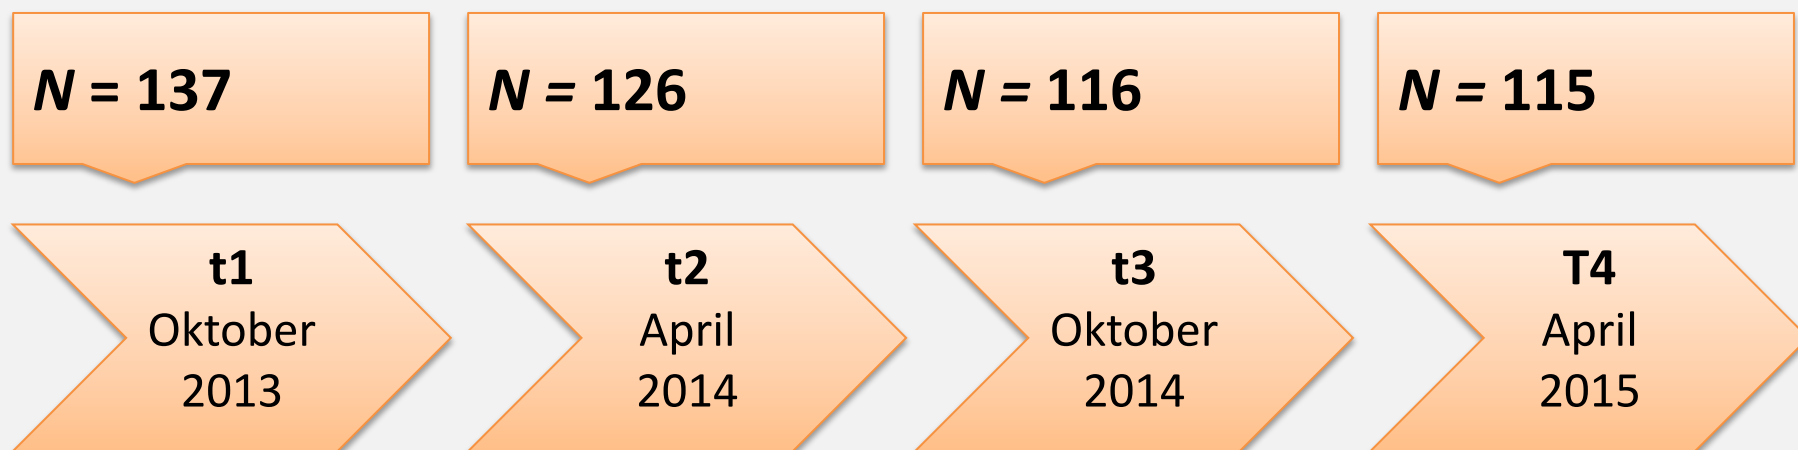 N = 137
N = 126
N = 116
N = 115
t1
Oktober
2013
t2
April
2014
t3
Oktober
2014
T4
April
2015